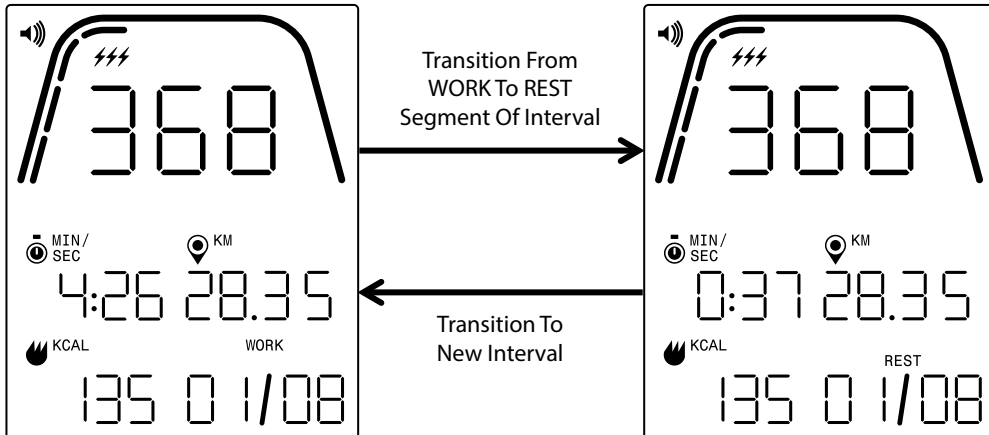 368
MIN/
SEC
KM
4:26 28.35
KCAL
WORK
135 01/08
Transition From
WORK To REST
Segment Of Interval
Transition To
New Interval
368
MIN/
SEC
KM
0:37 28.35
KCAL
REST
135 01/08